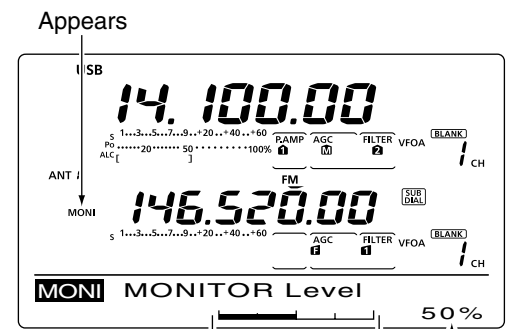 Appears
USB
14.100.00
S 1...3...5...7...9..+20..+40..+60 P.AMP AGC FILTER VFOA BLANK
Po ......20...... 50 ..........100% 1 M 2 1 CH
ALC [ ]
ANT 1
FM
MONI 146.520.00 SUB DIAL
S 1...3...5...7...9..+20..+40..+60 AGC FILTER VFOA BLANK
F 1 1 CH
MONI MONITOR Level
50%